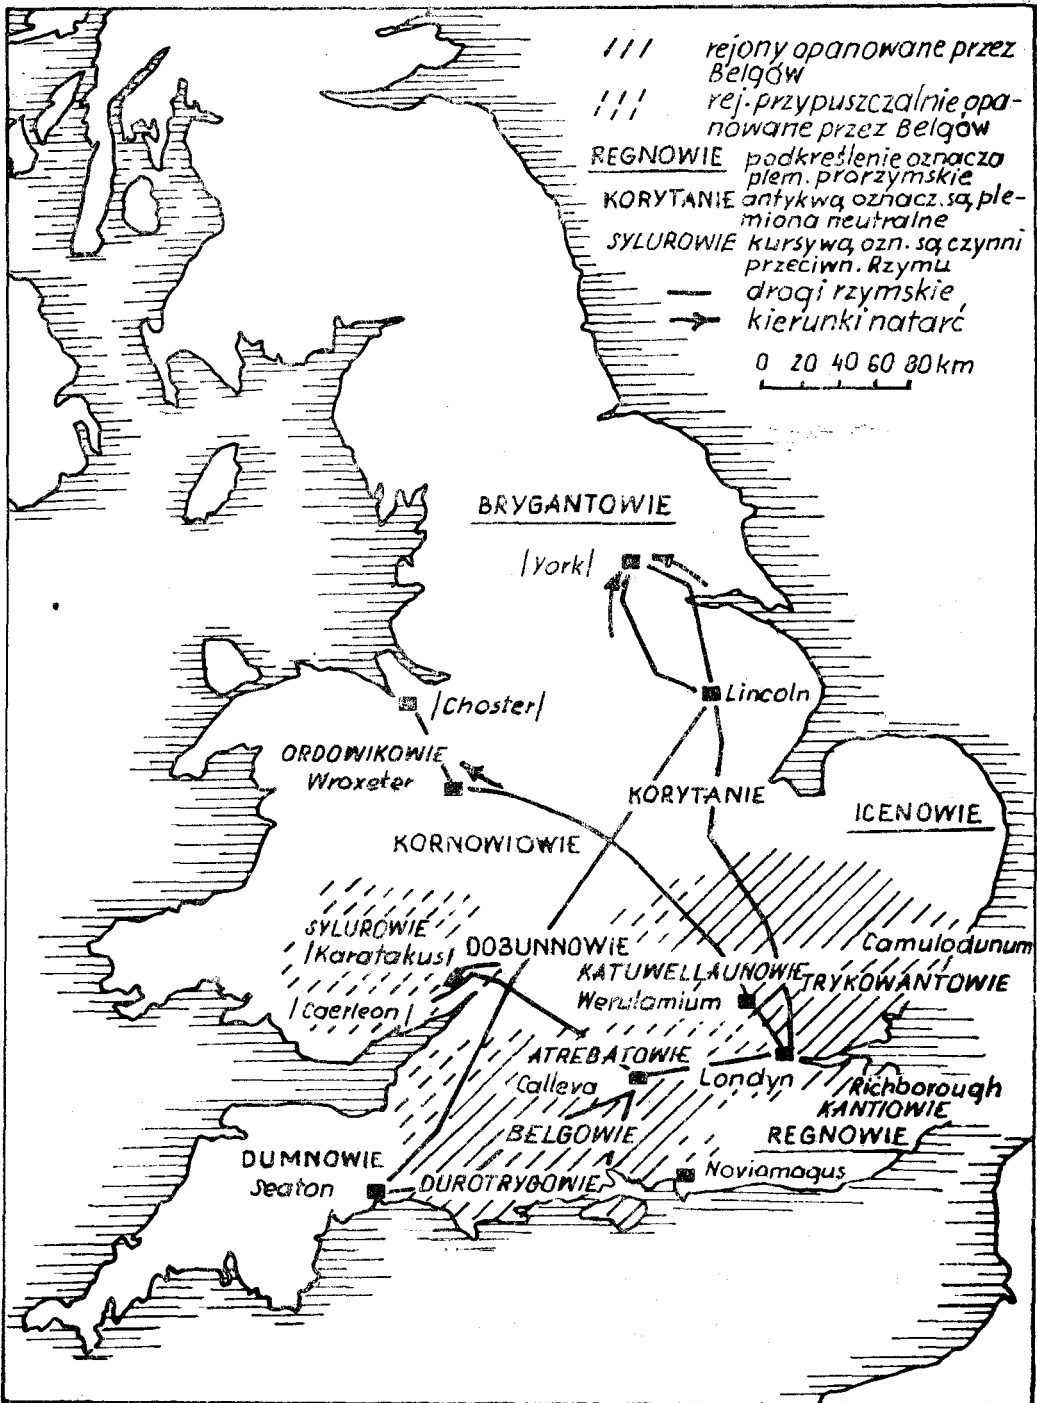 rejony opanowane przez
Belgów
rej. przypuszczalnie opa-
nowane przez Belgów
REGNOWIE podkreślenie oznacza
plem. prorzymskie
KORYTANIE antykwą oznacz. są ple-
miona neutralne
SYLUROWIE kursywą ozn. są czynni
przeciwn. Rzymu
drogi rzymskie
kierunki natarć
0 20 40 60 80 km
BRYGANTOWIE
/York/
Lincoln
/Choster/
ORDOWIKOWIE
Wroxeter
KORYTANIE
ICENOWIE
KORNOWIOWIE
SYLUROWIE
/Karatakus/
DOBUNNOWIE
Camulodunum
KATUWELLAUNOWIE
TRYKOWANTOWIE
Werulamium
/Caerleon/
ATREBATOWIE
Calleva
Londyn
Richborough
KANTIOWIE
BELGOWIE
REGNOWIE
DUMNOWIE
Seaton
DUROTRYGOWIE
Noviomagus